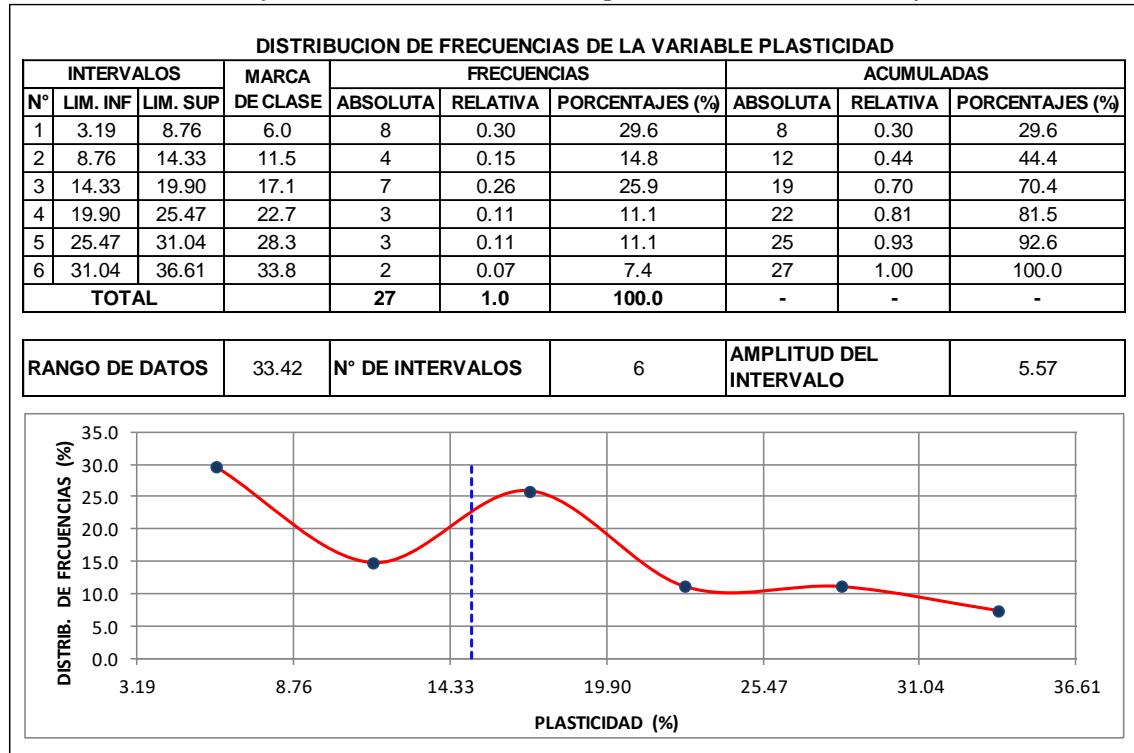 DISTRIBUCION DE FRECUENCIAS DE LA VARIABLE PLASTICIDAD
INTERVALOS MARCA DE CLASE FRECUENCIAS ACUMULADAS
N° LIM. INF LIM. SUP ABSOLUTA RELATIVA PORCENTAJES (%) ABSOLUTA RELATIVA PORCENTAJES (%)
1 3.19 8.76 6.0 8 0.30 29.6 8 0.30 29.6
2 8.76 14.33 11.5 4 0.15 14.8 12 0.44 44.4
3 14.33 19.90 17.1 7 0.26 25.9 19 0.70 70.4
4 19.90 25.47 22.7 3 0.11 11.1 22 0.81 81.5
5 25.47 31.04 28.3 3 0.11 11.1 25 0.93 92.6
6 31.04 36.61 33.8 2 0.07 7.4 27 1.00 100.0
TOTAL 27 1.0 100.0 - - -
RANGO DE DATOS 33.42 N° DE INTERVALOS 6 AMPLITUD DEL INTERVALO 5.57
DISTRIB. DE FRCUENCIAS (%)
35.0
30.0
25.0
20.0
15.0
10.0
5.0
0.0
3.19 8.76 14.33 19.90 25.47 31.04 36.61
PLASTICIDAD (%)